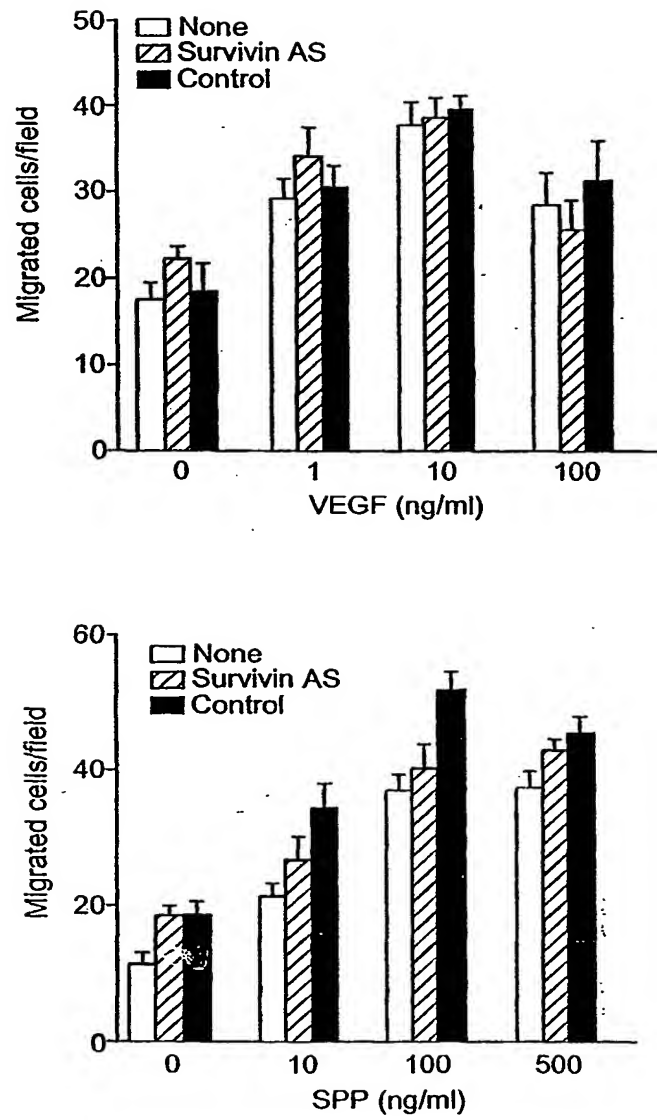 50
None
Survivin AS
Control
40
30
20
10
0
Migrated cells/field
0 1 10 100
VEGF (ng/ml)
60
None
Survivin AS
Control
40
20
0
Migrated cells/field
0 10 100 500
SPP (ng/ml)